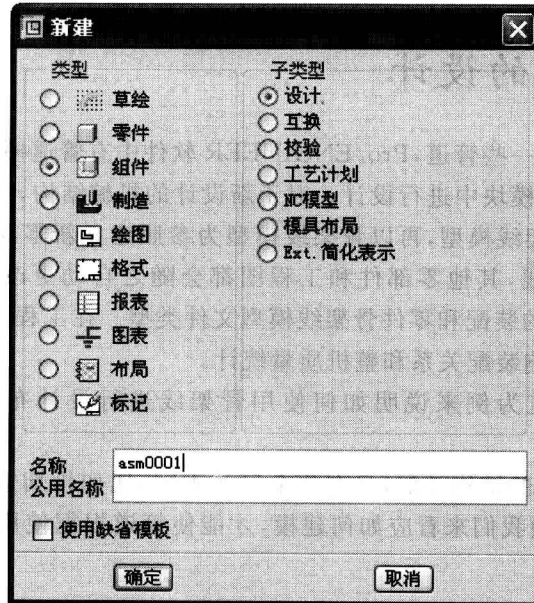 新建
类型
草绘
零件
组件
制造
绘图
格式
报表
图表
布局
标记
子类型
设计
互换
校验
工艺计划
NC模型
模具布局
Ext. 简化表示
名称
asm0001
公用名称
使用缺省模板
确定
取消